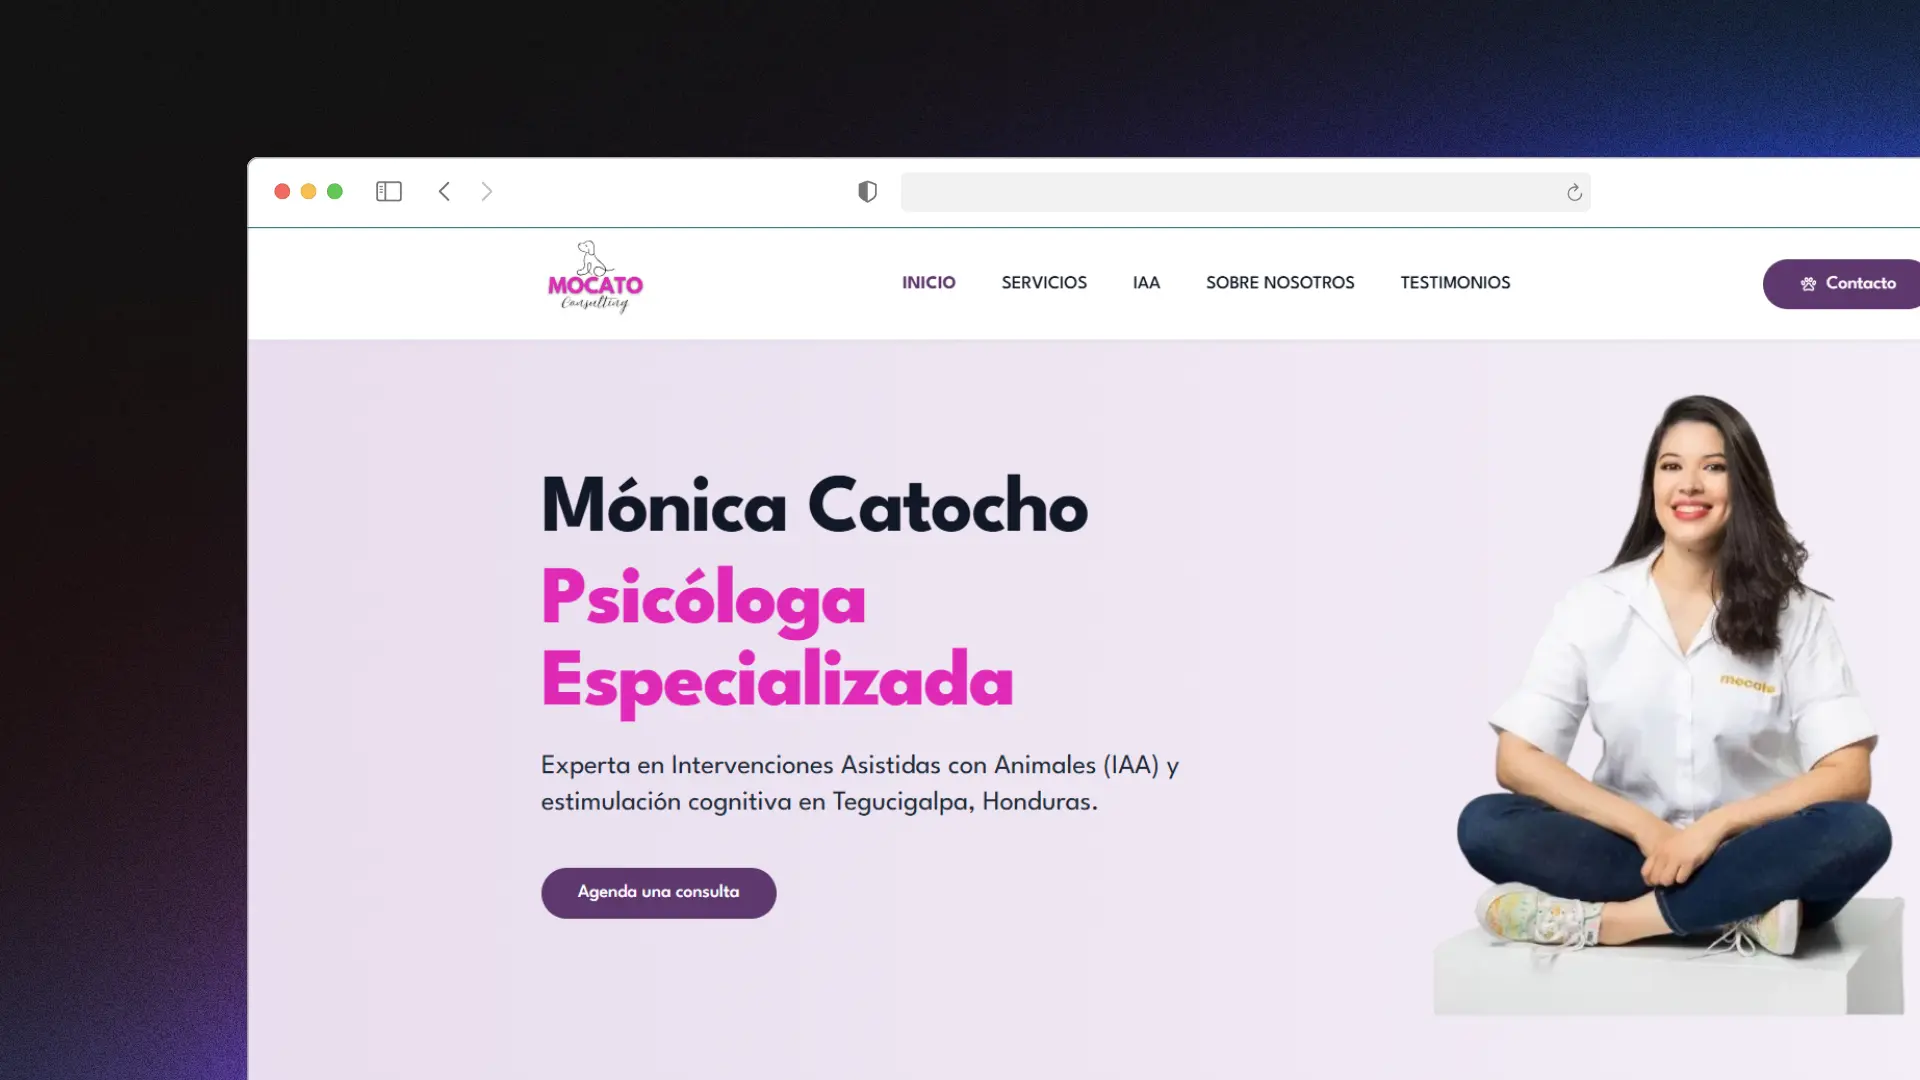 MOCATO
Consulting
INICIO
SERVICIOS
IAA
SOBRE NOSOTROS
TESTIMONIOS
Contacto
Mónica Catocho
Psicóloga
Especializada
Experta en Intervenciones Asistidas con Animales (IAA) y
estimulación cognitiva en Tegucigalpa, Honduras.
Agenda una consulta
mocato